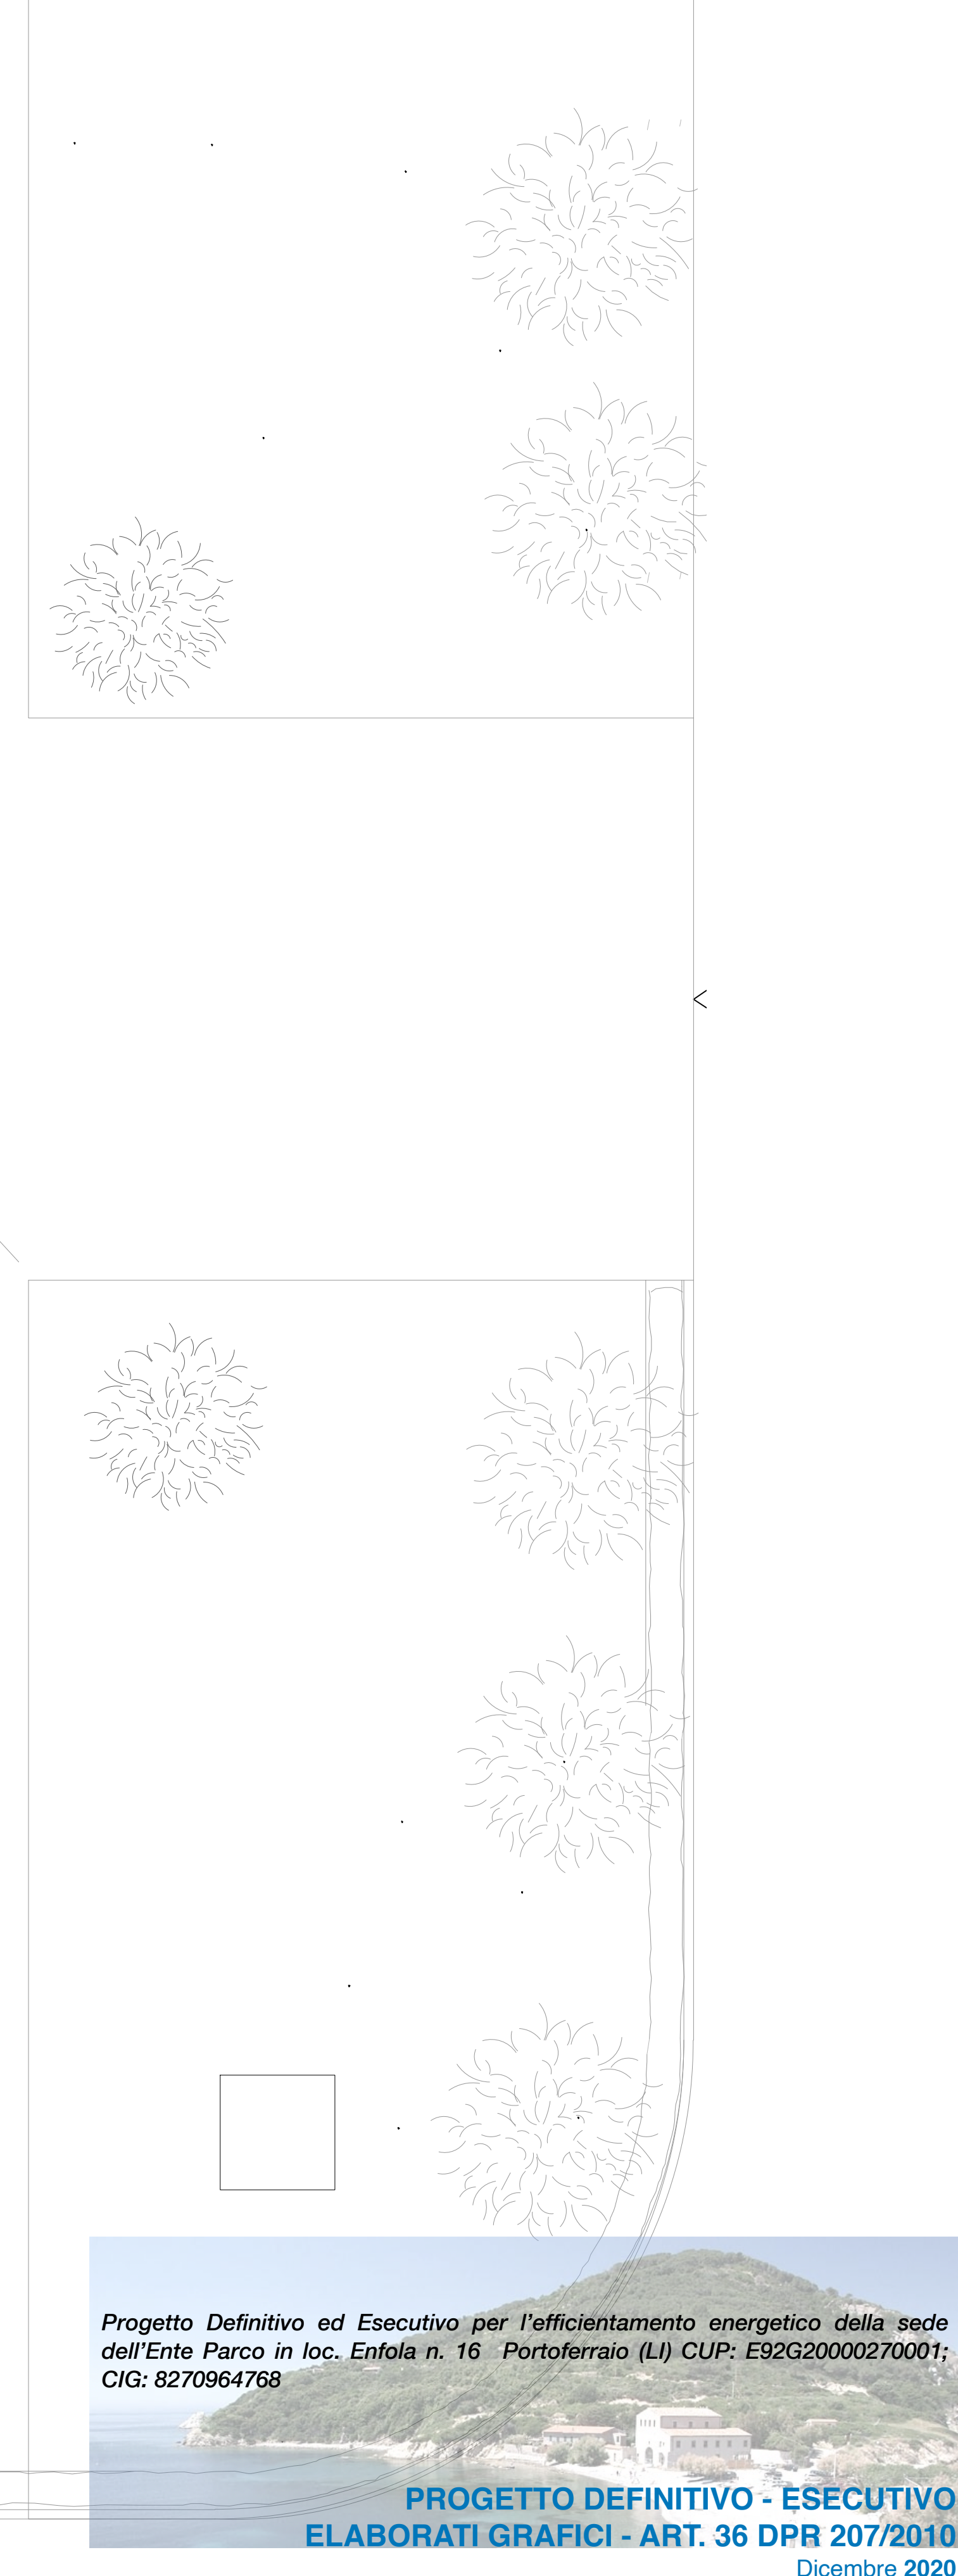 Progetto Definitivo ed Esecutivo per l'efficientamento energetico della sede
dell'Ente Parco in loc. Enfola n. 16 Portoferraio (LI) CUP: E92G20000270001;
CIG: 8270964768
PROGETTO DEFINITIVO - ESECUTIVO
ELABORATI GRAFICI - ART. 36 DPR 207/2010
Dicembre 2020